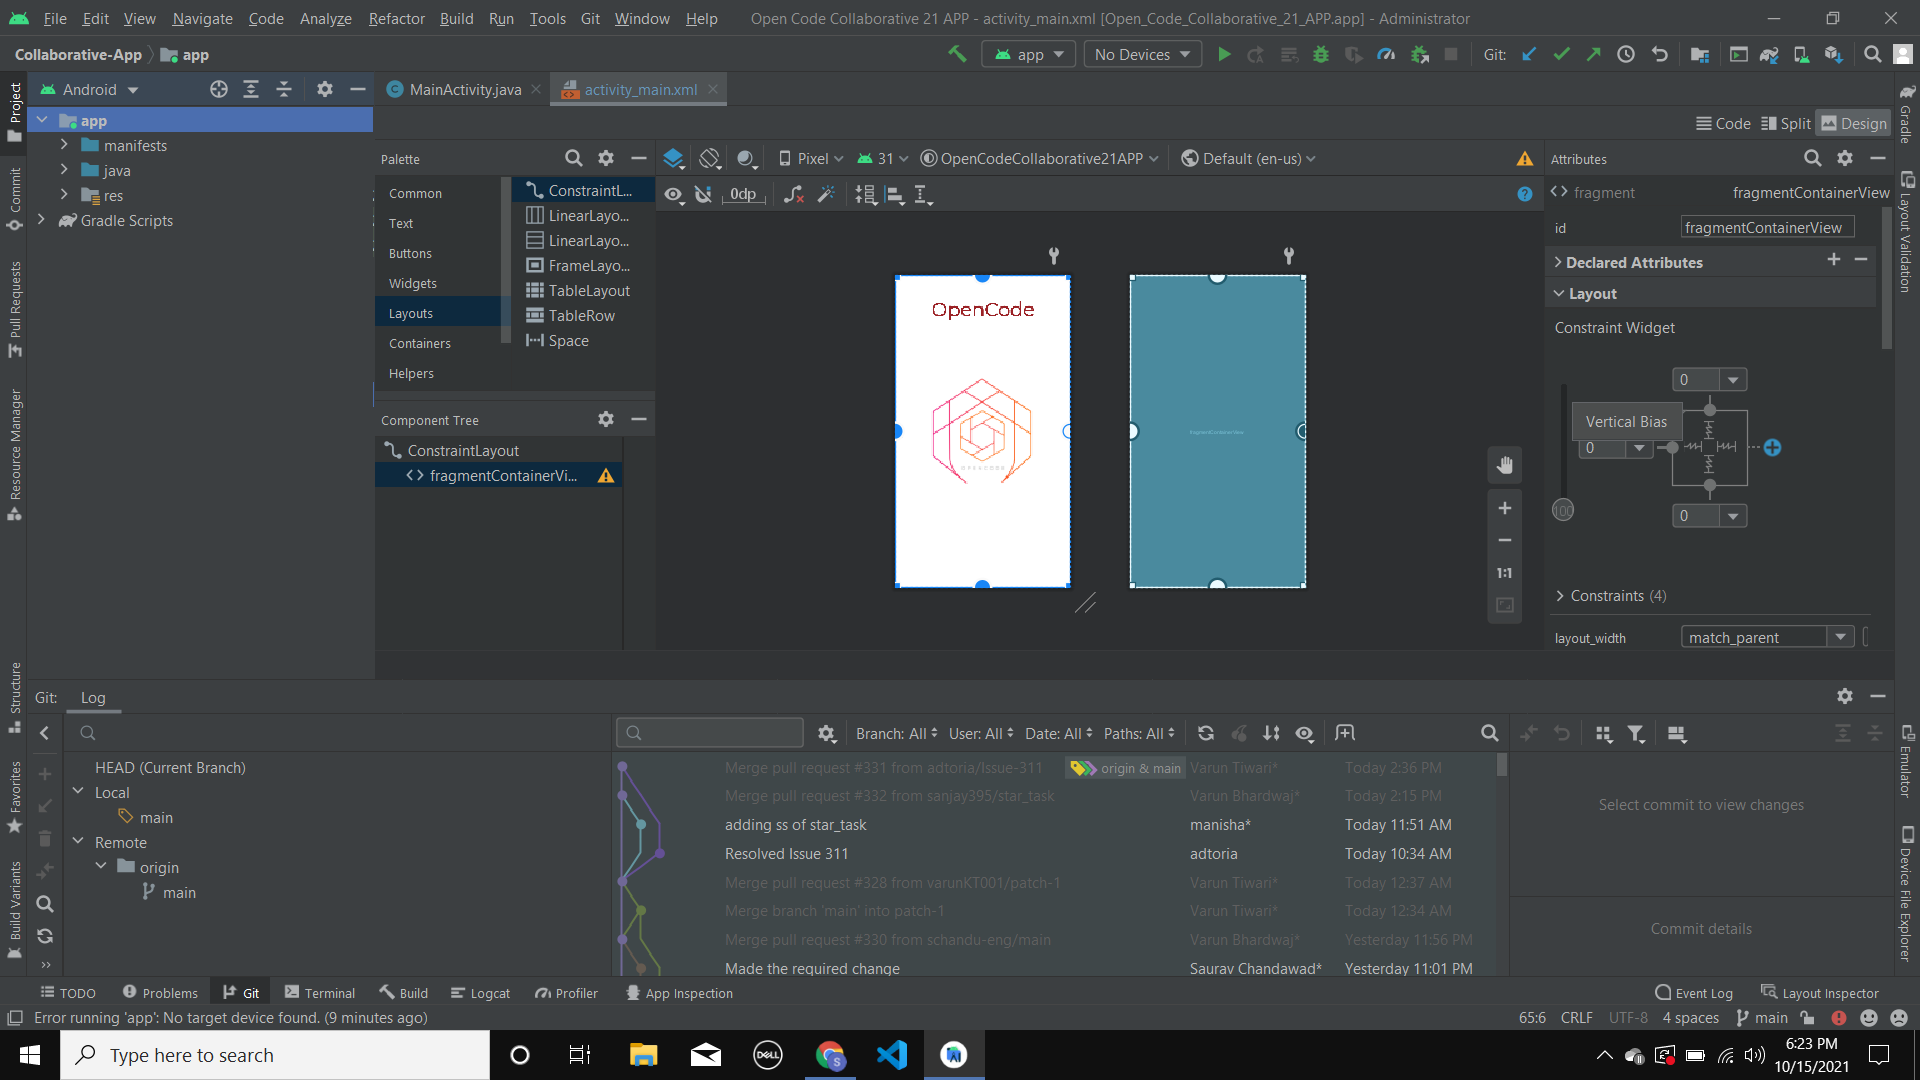 File Edit View Navigate Code Analyze Refactor Build Run Tools Git Window Help Open Code Collaborative 21 APP - activity_main.xml [Open_Code_Collaborative_21_APP.app] - Administrator
Collaborative-App app app No Devices Git:
Android MainActivity.java activity_main.xml
Code Split Design
Project
Commit
Pull Requests
Resource Manager
Structure
Favorites
Build Variants
app
manifests
java
res
Gradle Scripts
Palette
Common
Text
Buttons
Widgets
Layouts
Containers
Helpers
ConstraintL...
LinearLayo...
LinearLayo...
FrameLayo...
TableLayout
TableRow
Space
Component Tree
ConstraintLayout
fragmentContainerVi...
Pixel 31 OpenCodeCollaborative21APP Default (en-us)
0dp
OpenCode
fragmentContainerView
1:1
Attributes
fragment fragmentContainerView
id fragmentContainerView
Declared Attributes
Layout
Constraint Widget
0
Vertical Bias
0
100
0
Constraints (4)
layout_width match_parent
Gradle
Layout Validation
Emulator
Device File Explorer
Git: Log
Branch: All User: All Date: All Paths: All
HEAD (Current Branch)
Local
main
Remote
origin
main
Merge pull request #331 from adtoria/Issue-311 origin & main Varun Tiwari* Today 2:36 PM
Merge pull request #332 from sanjay395/star_task Varun Bhardwaj* Today 2:15 PM
adding ss of star_task manisha* Today 11:51 AM
Resolved Issue 311 adtoria Today 10:34 AM
Merge pull request #328 from varunKT001/patch-1 Varun Tiwari* Today 12:37 AM
Merge branch 'main' into patch-1 Varun Tiwari* Today 12:34 AM
Merge pull request #330 from schandu-eng/main Varun Bhardwaj* Yesterday 11:56 PM
Made the required change Saurav Chandawad* Yesterday 11:01 PM
Select commit to view changes
Commit details
TODO Problems Git Terminal Build Logcat Profiler App Inspection Event Log Layout Inspector
Error running 'app': No target device found. (9 minutes ago) 65:6 CRLF UTF-8 4 spaces main
Type here to search
DELL
S
6:23 PM
10/15/2021